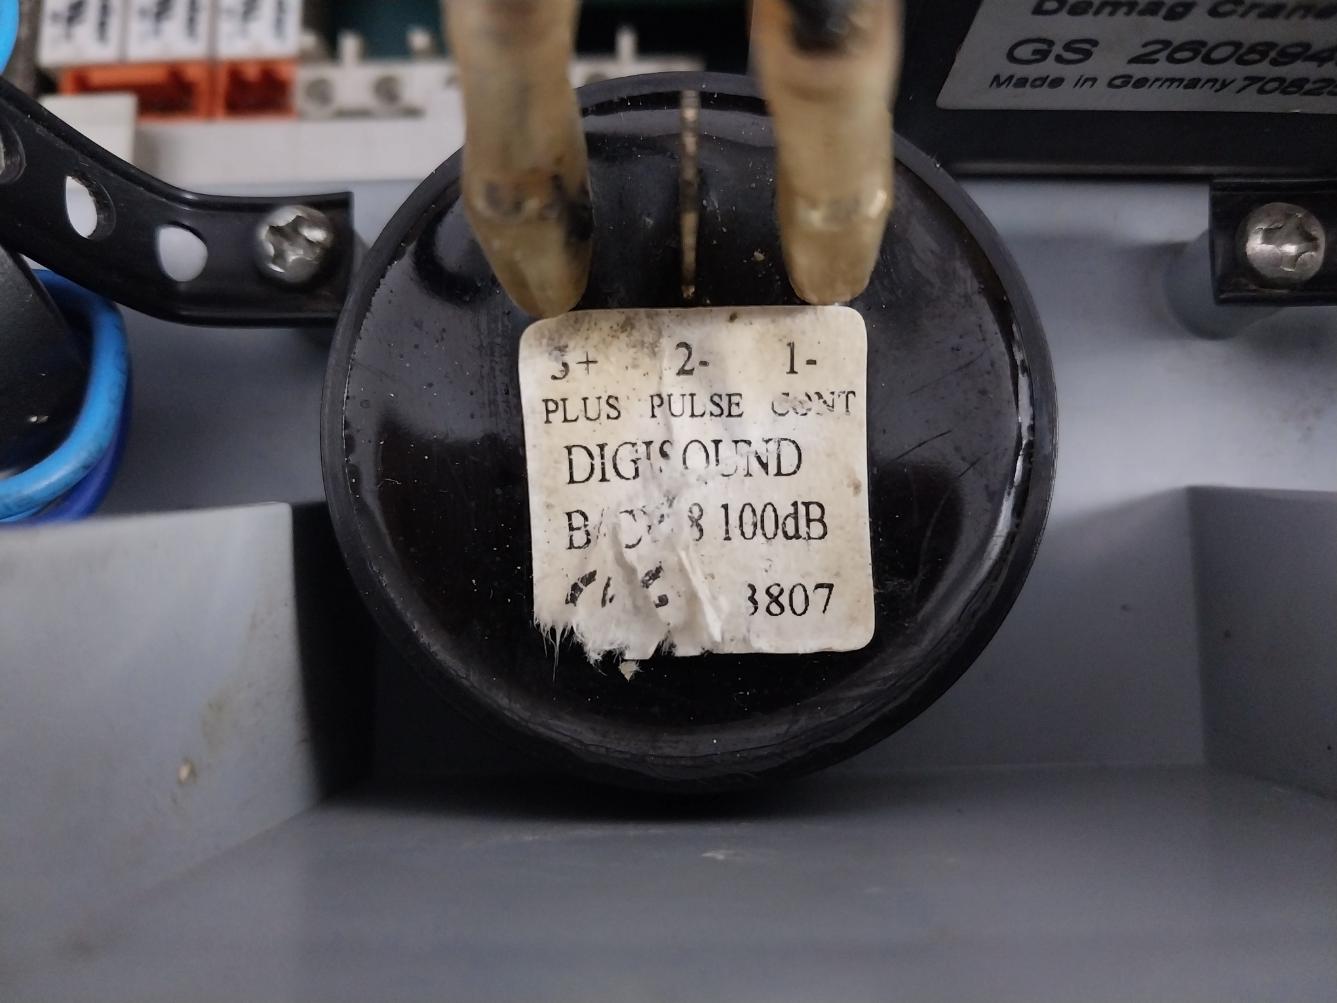 Demag Crane
GS 260894
Made in Germany 7082
3+ 2- 1-
PLUS PULSE CONT
DIGISOUND
100dB
3807